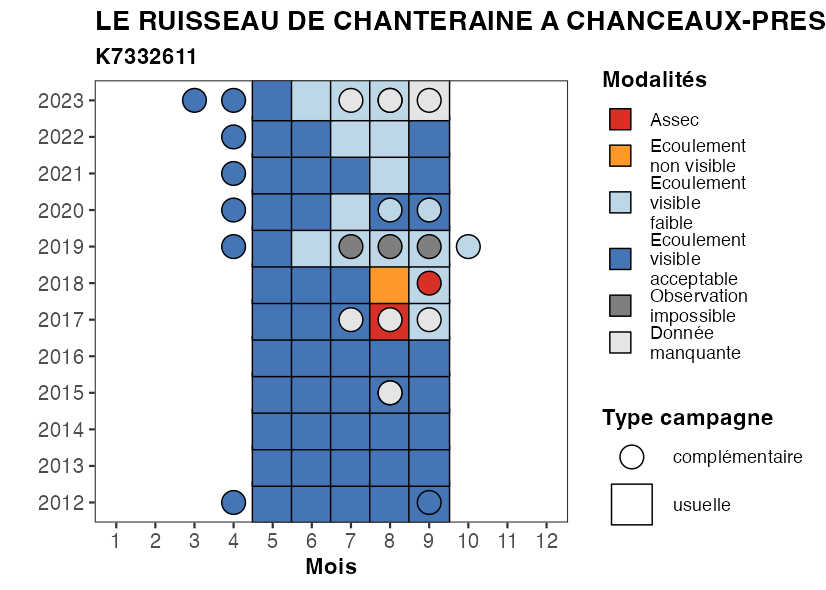 LE RUISSEAU DE CHANTERAINE A CHANCEAUX-PRES
K7332611
2023
2022
2021
2020
2019
2018
2017
2016
2015
2014
2013
2012
1 2 3 4 5 6 7 8 9 10 11 12
Mois
Modalités
Assec
Ecoulement
non visible
Ecoulement
visible
faible
Ecoulement
visible
acceptable
Observation
impossible
Donnée
manquante
Type campagne
complémentaire
usuelle